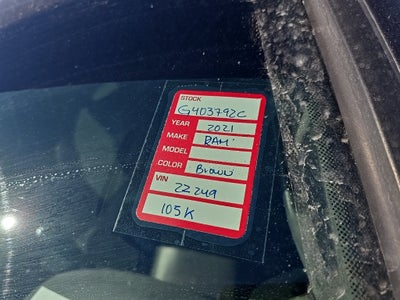 STOCK
G403792C
YEAR 2021
MAKE RAM
MODEL
COLOR Brown
VIN
22249
105K